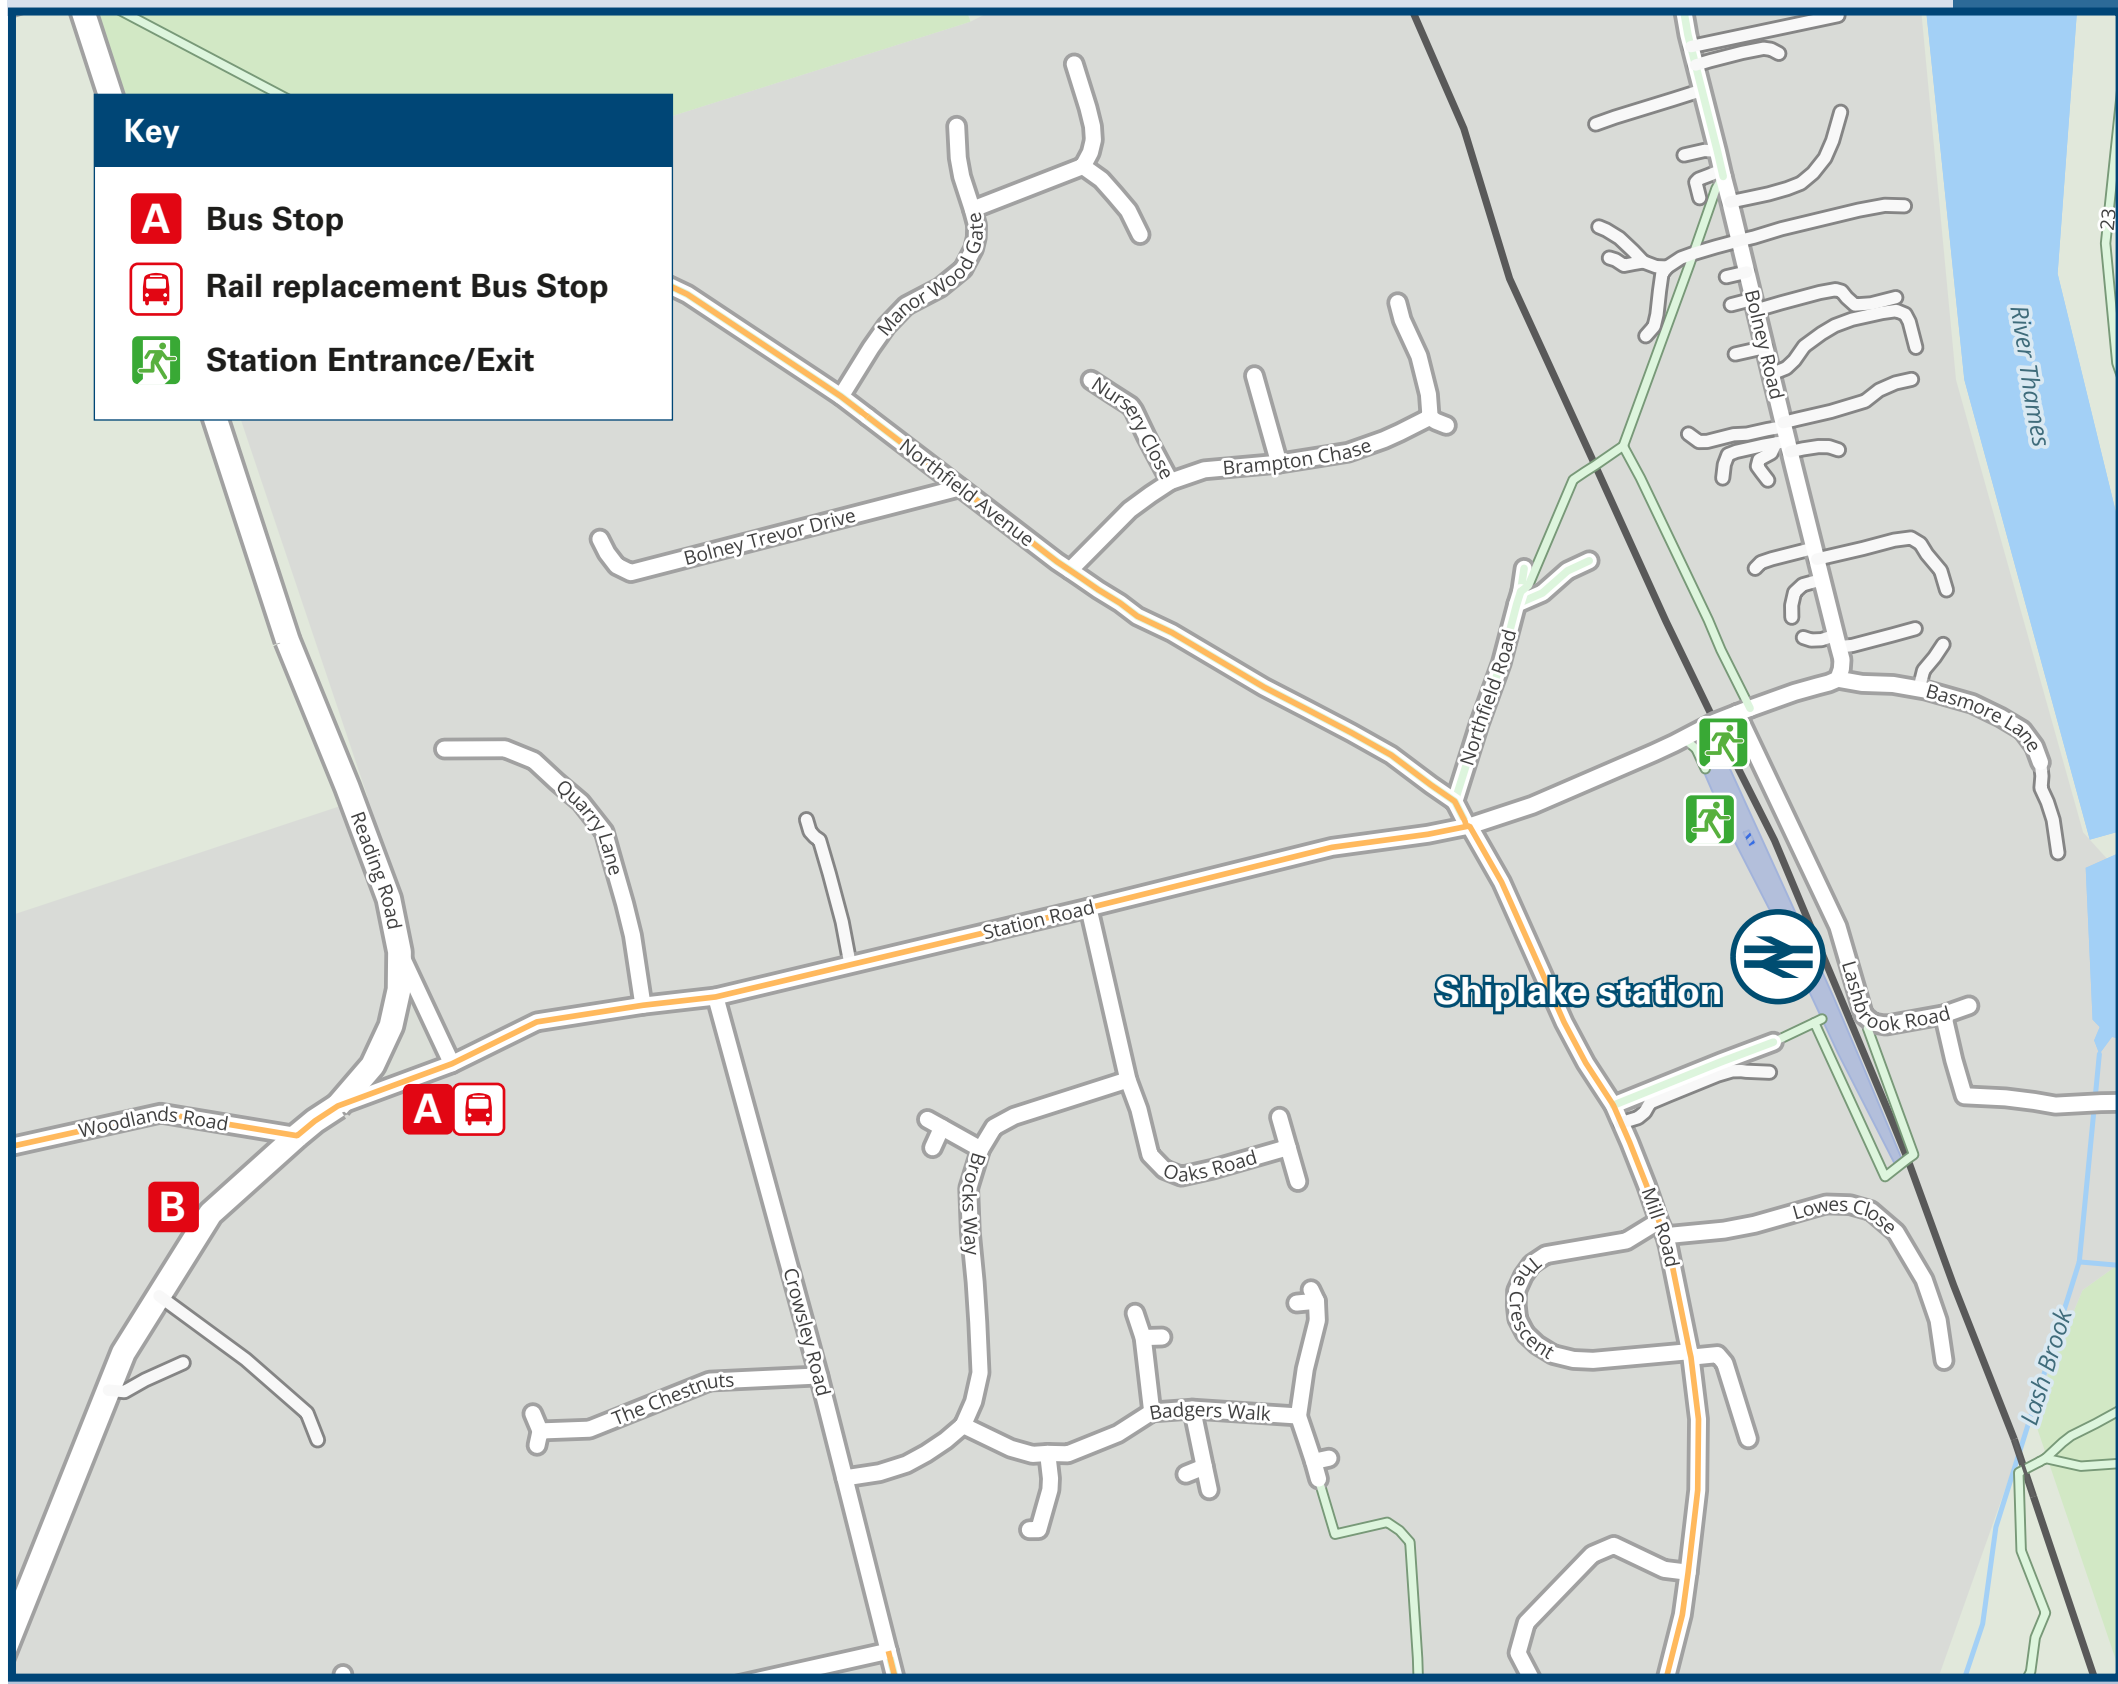 Key
A Bus Stop
Rail replacement Bus Stop
Station Entrance/Exit
23
Manor Wood Gate
Bolney Road
River Thames
Nursery Close
Brampton Chase
Northfield Avenue
Bolney Trevor Drive
Northfield Road
Basmore Lane
Quarry Lane
Reading Road
Station Road
Shiplake station
Lashbrook Road
A
Woodlands Road
B
Brocks Way
Oaks Road
Mill Road
Lowes Close
The Crescent
Crowsley Road
The Chestnuts
Badgers Walk
Lash Brook